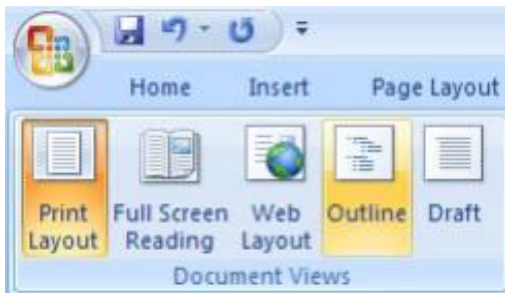 Home Insert Page Layout
Print Layout Full Screen Reading Web Layout Outline Draft
Document Views